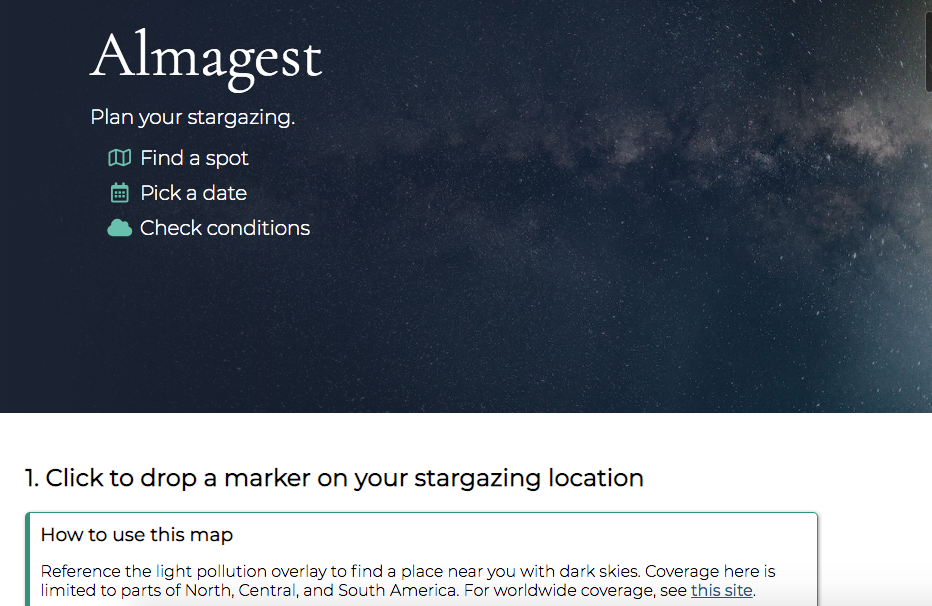 Almagest
Plan your stargazing.
Find a spot
Pick a date
Check conditions
1. Click to drop a marker on your stargazing location
How to use this map
Reference the light pollution overlay to find a place near you with dark skies. Coverage here is
limited to parts of North, Central, and South America. For worldwide coverage, see this site.